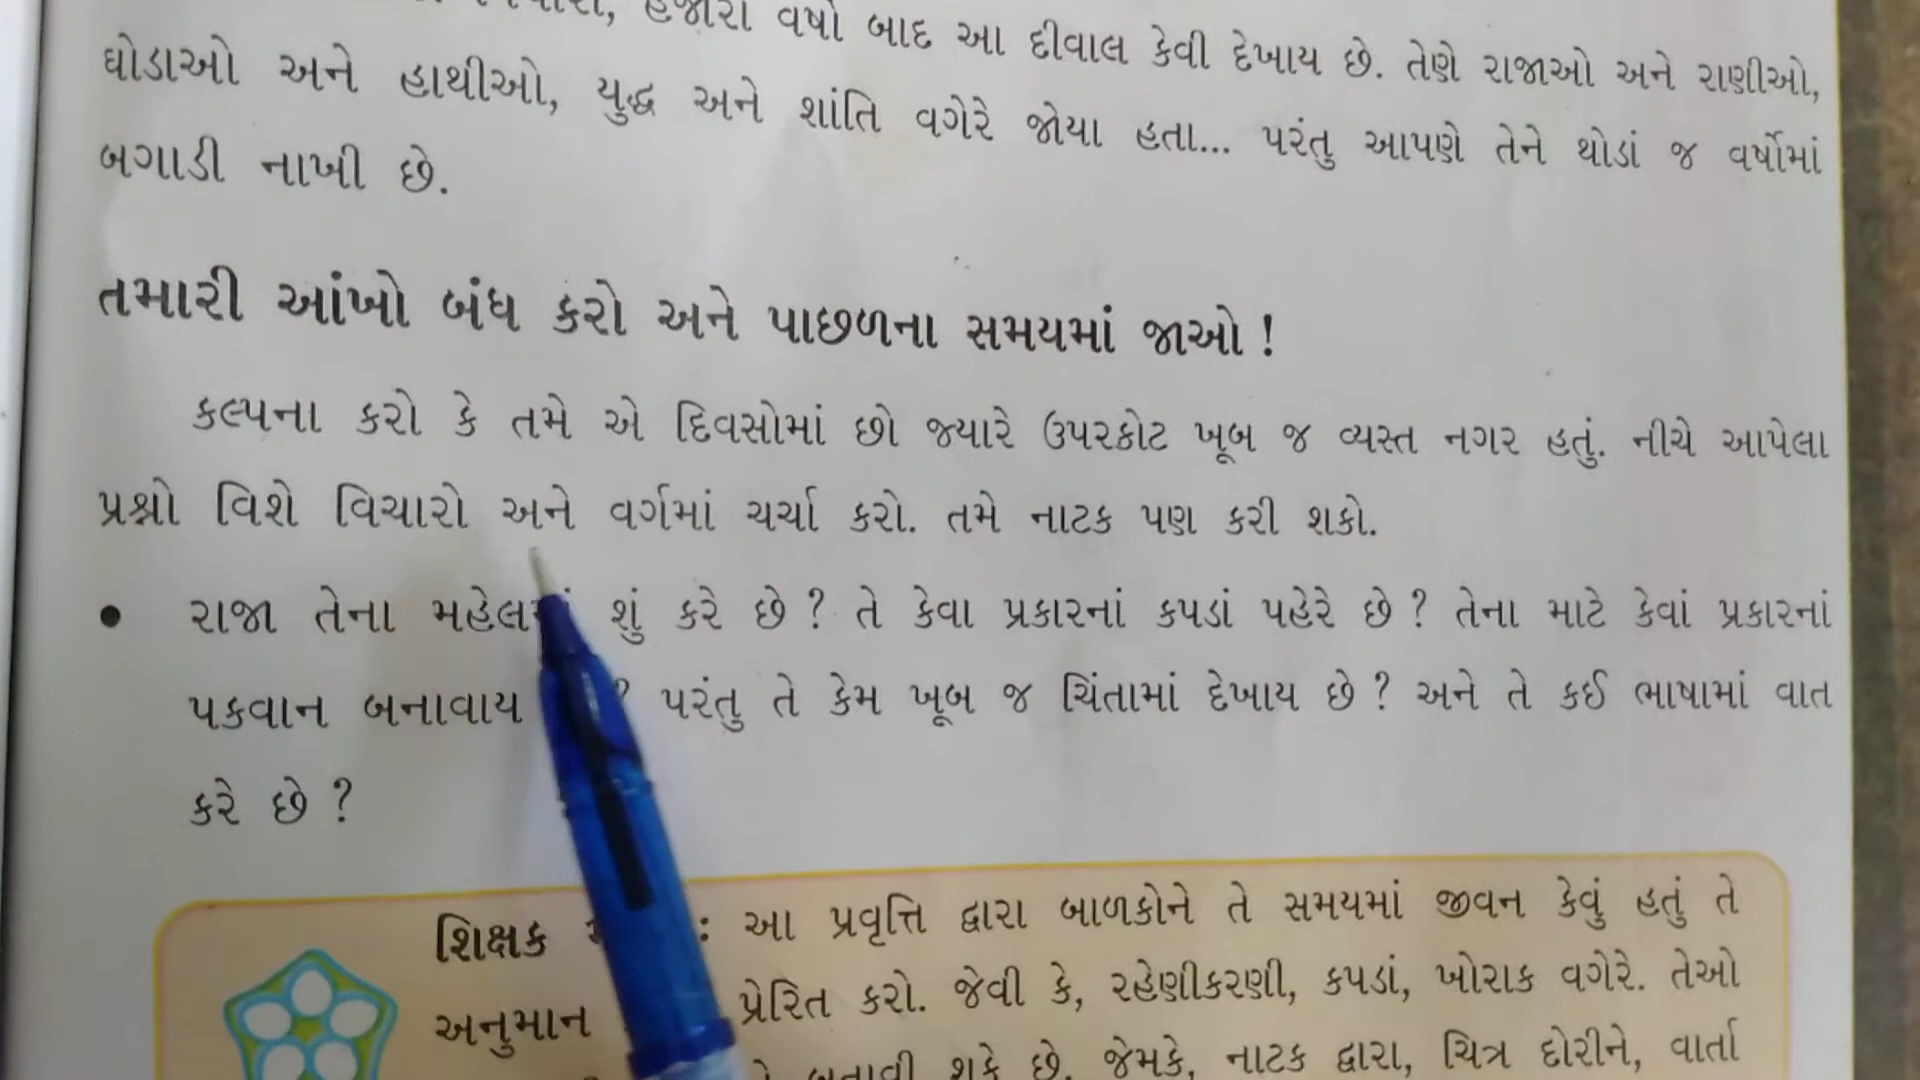 હજારો વર્ષો બાદ આ દીવાલ કેવી દેખાય છે. તેણે રાજાઓ અને રાણીઓ,
ઘોડાઓ અને હાથીઓ, યુદ્ધ અને શાંતિ વગેરે જોયા હતા... પરંતુ આપણે તેને થોડાં જ વર્ષોમાં
બગાડી નાખી છે.
તમારી આંખો બંધ કરો અને પાછળના સમયમાં જાઓ !
કલ્પના કરો કે તમે એ દિવસોમાં છો જ્યારે ઉપરકોટ ખૂબ જ વ્યસ્ત નગર હતું. નીચે આપેલા
પ્રશ્નો વિશે વિચારો અને વર્ગમાં ચર્ચા કરો. તમે નાટક પણ કરી શકો.
• રાજા તેના મહેલમાં શું કરે છે ? તે કેવા પ્રકારનાં કપડાં પહેરે છે ? તેના માટે કેવાં પ્રકારનાં
પકવાન બનાવાય ? પરંતુ તે કેમ ખૂબ જ ચિંતામાં દેખાય છે ? અને તે કઈ ભાષામાં વાત
કરે છે ?
શિક્ષક : આ પ્રવૃત્તિ દ્વારા બાળકોને તે સમયમાં જીવન કેવું હતું તે
અનુમાન પ્રેરિત કરો. જેવી કે, રહેણીકરણી, કપડાં, ખોરાક વગેરે. તેઓ
બતાવી શકે છે. જેમકે, નાટક દ્વારા, ચિત્ર દોરીને, વાર્તા